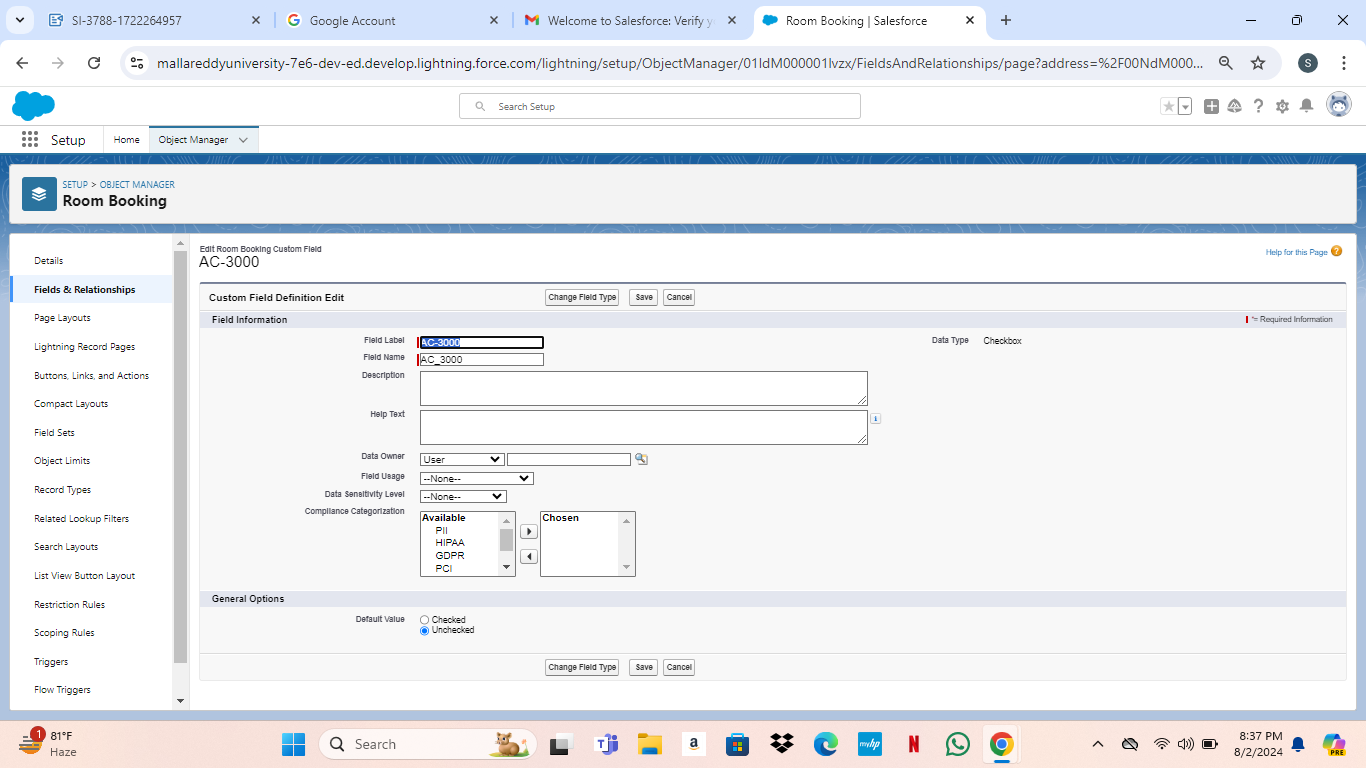 SI-3788-1722264957
Google Account
Welcome to Salesforce: Verify y
Room Booking | Salesforce
mallareddyuniversity-7e6-dev-ed.develop.lightning.force.com/lightning/setup/ObjectManager/01IdM000001lvzx/FieldsAndRelationships/page?address=%2F00NdM000...
S
Search Setup
Setup
Home
Object Manager
SETUP > OBJECT MANAGER
Room Booking
Details
Fields & Relationships
Page Layouts
Lightning Record Pages
Buttons, Links, and Actions
Compact Layouts
Field Sets
Object Limits
Record Types
Related Lookup Filters
Search Layouts
List View Button Layout
Restriction Rules
Scoping Rules
Triggers
Flow Triggers
Edit Room Booking Custom Field
AC-3000
Help for this Page
Custom Field Definition Edit
Change Field Type Save Cancel
Field Information
= Required Information
Field Label AC-3000
Data Type Checkbox
Field Name AC_3000
Description
Help Text
Data Owner User
Field Usage --None--
Data Sensitivity Level --None--
Compliance Categorization
Available
PII
HIPAA
GDPR
PCI
Chosen
General Options
Default Value Checked
Unchecked
Change Field Type Save Cancel
1
81°F
Haze
Search
a
myhp
N
8:37 PM
8/2/2024
PRE